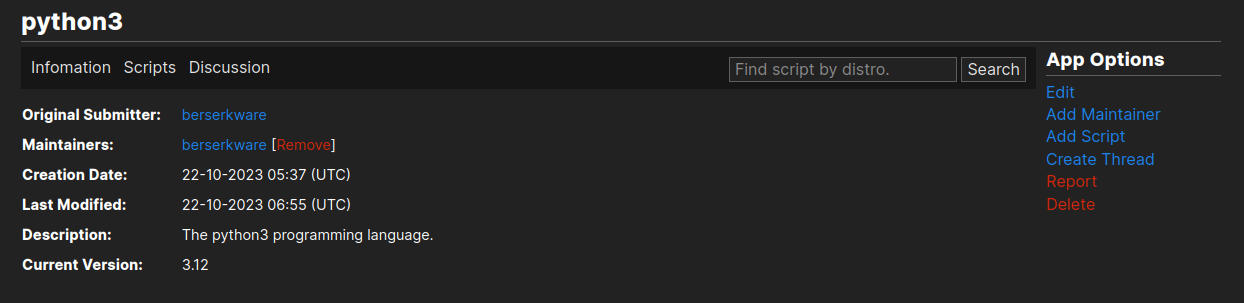 python3
Infomation Scripts Discussion
Find script by distro. Search
Original Submitter: berserkware
Maintainers: berserkware [Remove]
Creation Date: 22-10-2023 05:37 (UTC)
Last Modified: 22-10-2023 06:55 (UTC)
Description: The python3 programming language.
Current Version: 3.12
App Options
Edit
Add Maintainer
Add Script
Create Thread
Report
Delete